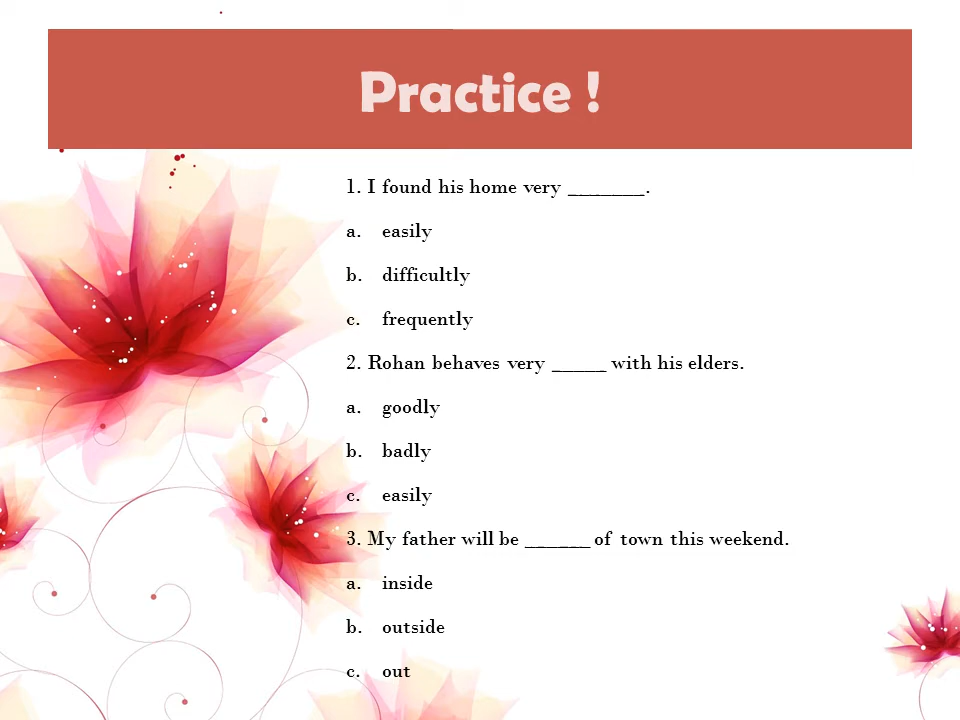 Practice !
1. I found his home very _______.
a. easily
b. difficultly
c. frequently
2. Rohan behaves very _____ with his elders.
a. goodly
b. badly
c. easily
3. My father will be ______ of town this weekend.
a. inside
b. outside
c. out